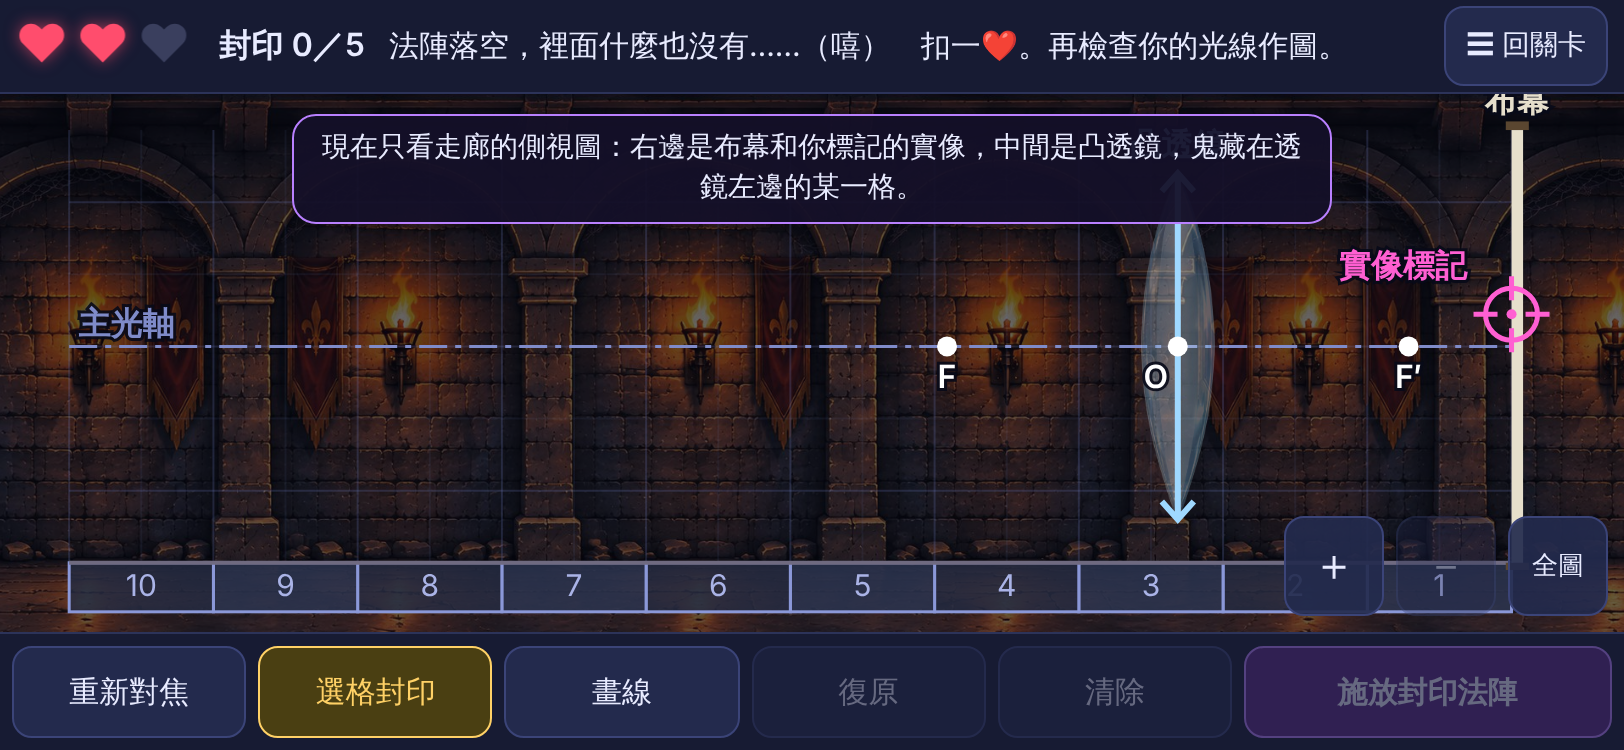 封印 0／5 法陣落空，裡面什麼也沒有……（嘻） 扣一❤️。再檢查你的光線作圖。
☰ 回關卡
布幕
現在只看走廊的側視圖：右邊是布幕和你標記的實像，中間是凸透鏡，鬼藏在透
鏡左邊的某一格。
實像標記
主光軸
F
O
F′
10 9 8 7 6 5 4 3 2 1
+
−
全圖
重新對焦
選格封印
畫線
復原
清除
施放封印法陣